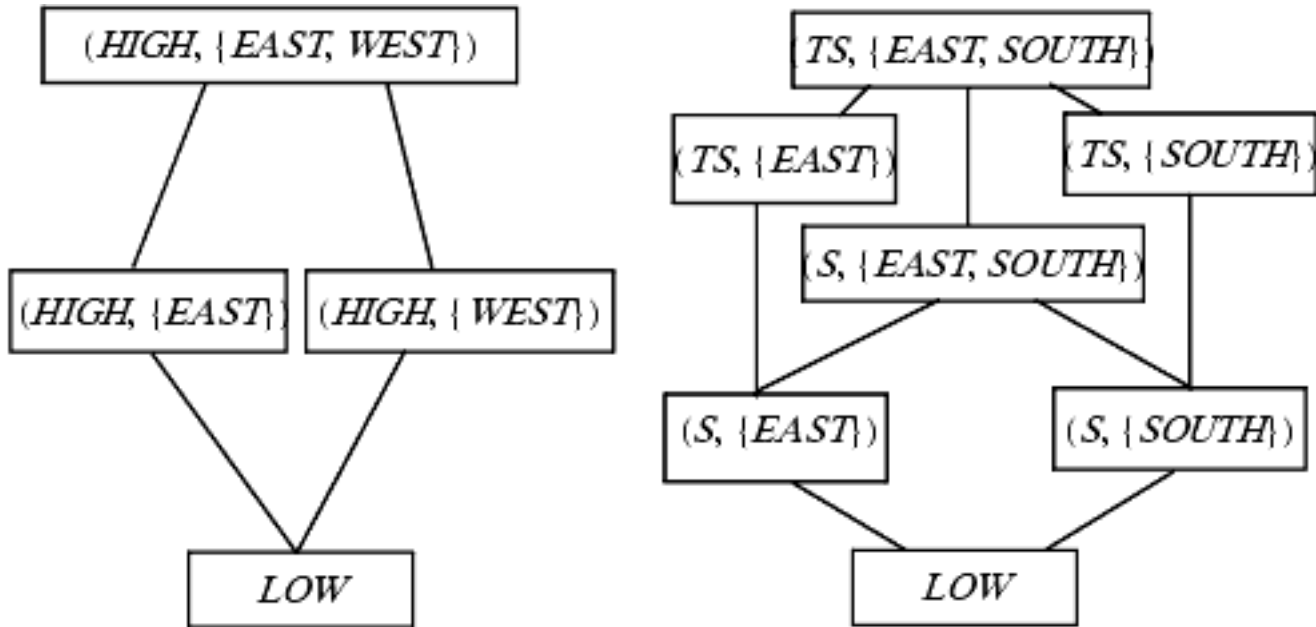 (HIGH, {EAST, WEST})
(HIGH, {EAST})
(HIGH, { WEST})
LOW
( TS, {EAST, SOUTH})
( TS, {EAST})
( TS, {SOUTH})
(S, {EAST, SOUTH})
(S, {EAST})
(S, {SOUTH})
LOW